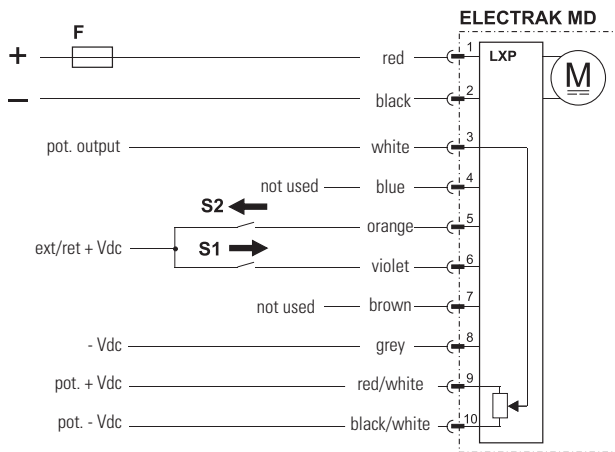 ELECTRAK MD
F
+ red 1 LXP
M
– black 2
pot. output white 3
not used blue 4
S2
orange 5
ext/ret + Vdc S1
violet 6
not used brown 7
- Vdc grey 8
pot. + Vdc red/white 9
pot. - Vdc black/white 10